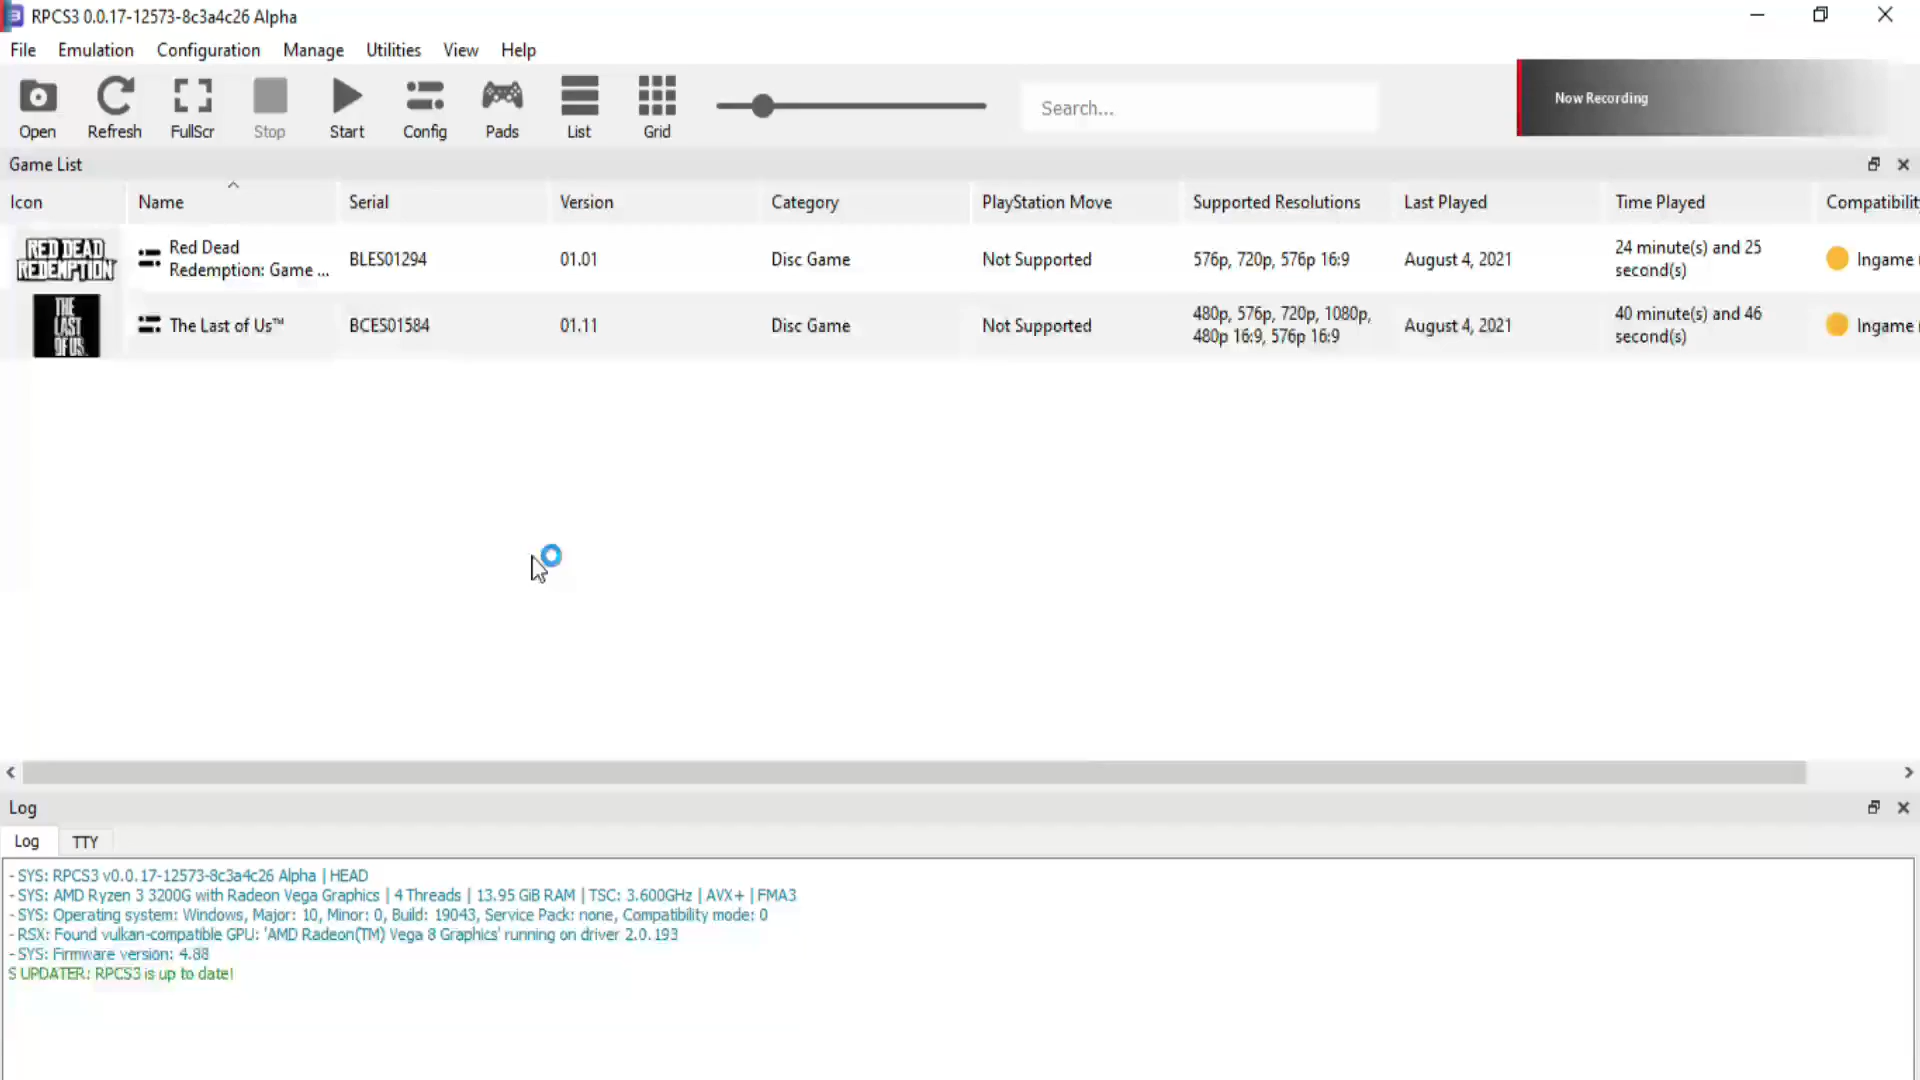 RPCS3 0.0.17-12573-8c3a4c26 Alpha
File Emulation Configuration Manage Utilities View Help
Open Refresh FullScr Stop Start Config Pads List Grid Search... Now Recording
Game List
Icon Name Serial Version Category PlayStation Move Supported Resolutions Last Played Time Played Compatibilit
RED DEAD
REDEMPTION
Red Dead
Redemption: Game ...
BLES01294 01.01 Disc Game Not Supported 576p, 720p, 576p 16:9 August 4, 2021
24 minute(s) and 25
second(s)
Ingame
THE
LAST
OF US
The Last of Us™
BCES01584 01.11 Disc Game Not Supported
480p, 576p, 720p, 1080p,
480p 16:9, 576p 16:9
August 4, 2021
40 minute(s) and 46
second(s)
Ingame
Log
Log TTY
- SYS: RPCS3 v0.0.17-12573-8c3a4c26 Alpha | HEAD
- SYS: AMD Ryzen 3 3200G with Radeon Vega Graphics | 4 Threads | 13.95 GiB RAM | TSC: 3.600GHz | AVX+ | FMA3
- SYS: Operating system: Windows, Major: 10, Minor: 0, Build: 19043, Service Pack: none, Compatibility mode: 0
- RSX: Found vulkan-compatible GPU: 'AMD Radeon(TM) Vega 8 Graphics' running on driver 2.0.193
- SYS: Firmware version: 4.88
S UPDATER: RPCS3 is up to date!